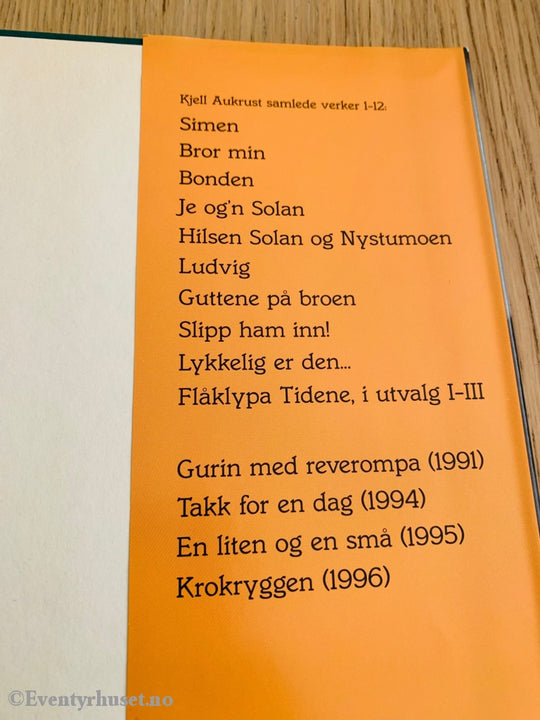 Kjell Aukrust samlede verker 1-12:
Simen
Bror min
Bonden
Je og'n Solan
Hilsen Solan og Nystumoen
Ludvig
Guttene på broen
Slipp ham inn!
Lykkelig er den...
Flåklypa Tidene, i utvalg I-III
Gurin med reverompa (1991)
Takk for en dag (1994)
En liten og en små (1995)
Krokryggen (1996)
©Eventyrhuset.no